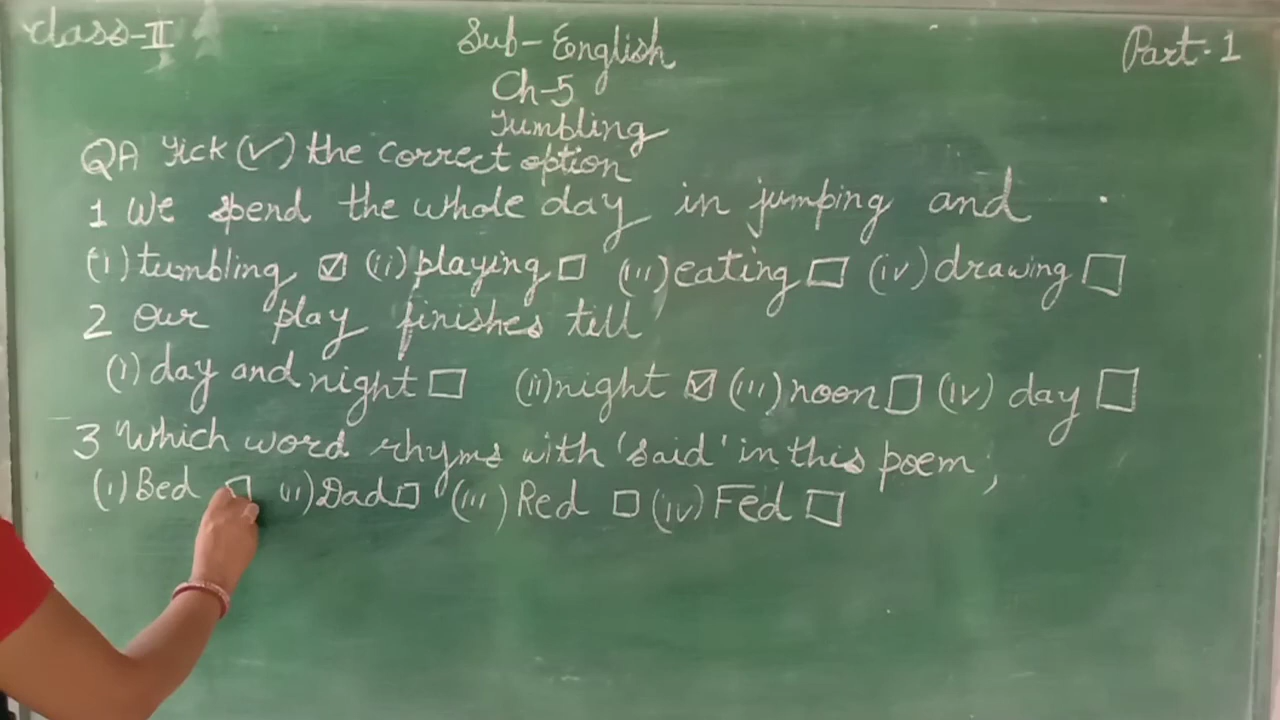 Class-II
Sub-English
Part-1
Ch-5
Tumbling
QA Tick (✓) the correct option
1 We spend the whole day in jumping and .
(i) tumbling ☑ (ii) playing ☐ (iii) eating ☐ (iv) drawing ☐
2 Our play finishes tell
(i) day and night ☐ (ii) night ☑ (iii) noon ☐ (iv) day ☐
3 Which word rhyms with 'said' in this poem,
(i) Bed ☐ (ii) Dad ☐ (iii) Red ☐ (iv) Fed ☐